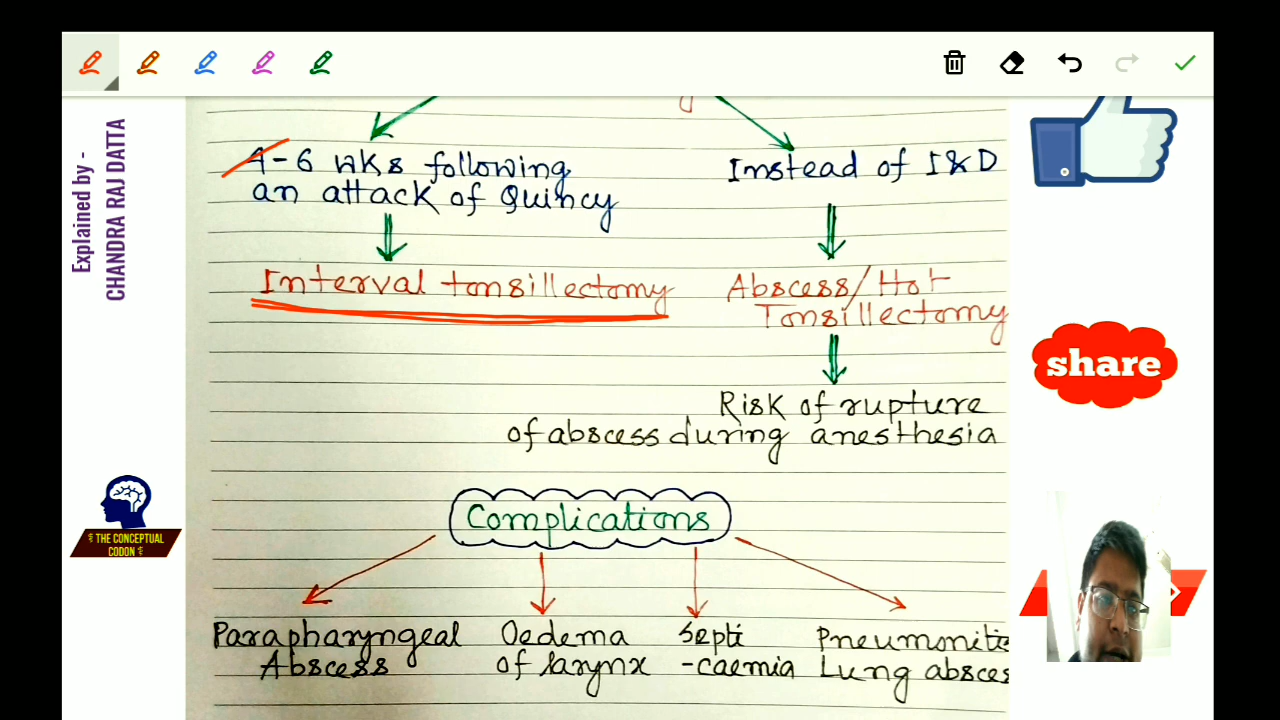 Explained by -
CHANDRA RAJ DATTA
4-6 wks following
an attack of Quincy
Interval tonsillectomy
Instead of I&D
Abscess/Hot
Tonsillectomy
Risk of rupture
of abscess during anesthesia
share
THE CONCEPTUAL
CODON
Complications
Parapharyngeal
Abscess
Oedema
of larynx
Septi
-caemia
Pneumonitis
Lung absces